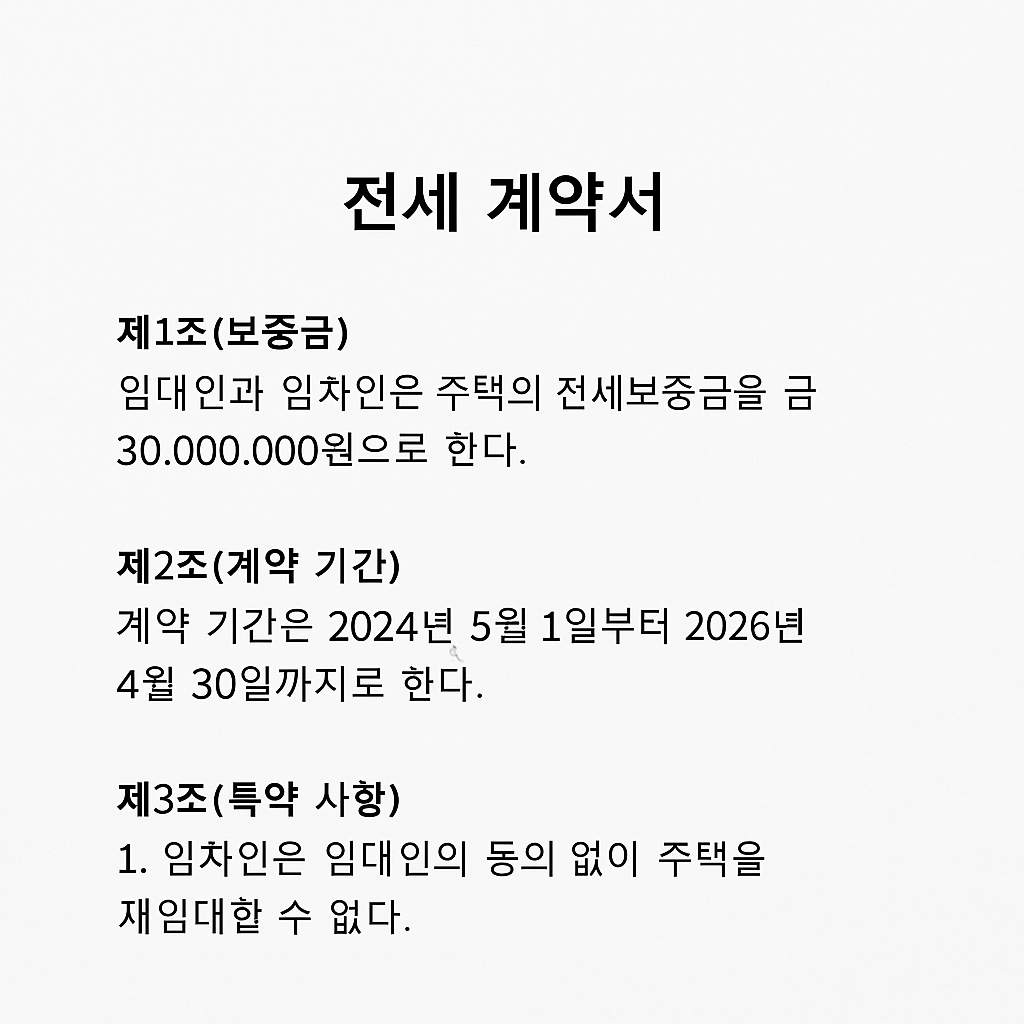 전세 계약서
제1조(보중금)
임대인과 임차인은 주택의 전세보중금을 금
30.000.000원으로 한다.
제2조(계약 기간)
계약 기간은 2024년 5월 1일부터 2026년
4월 30일까지로 한다.
제3조(특약 사항)
1. 임차인은 임대인의 동의 없이 주택을
재임대할 수 없다.